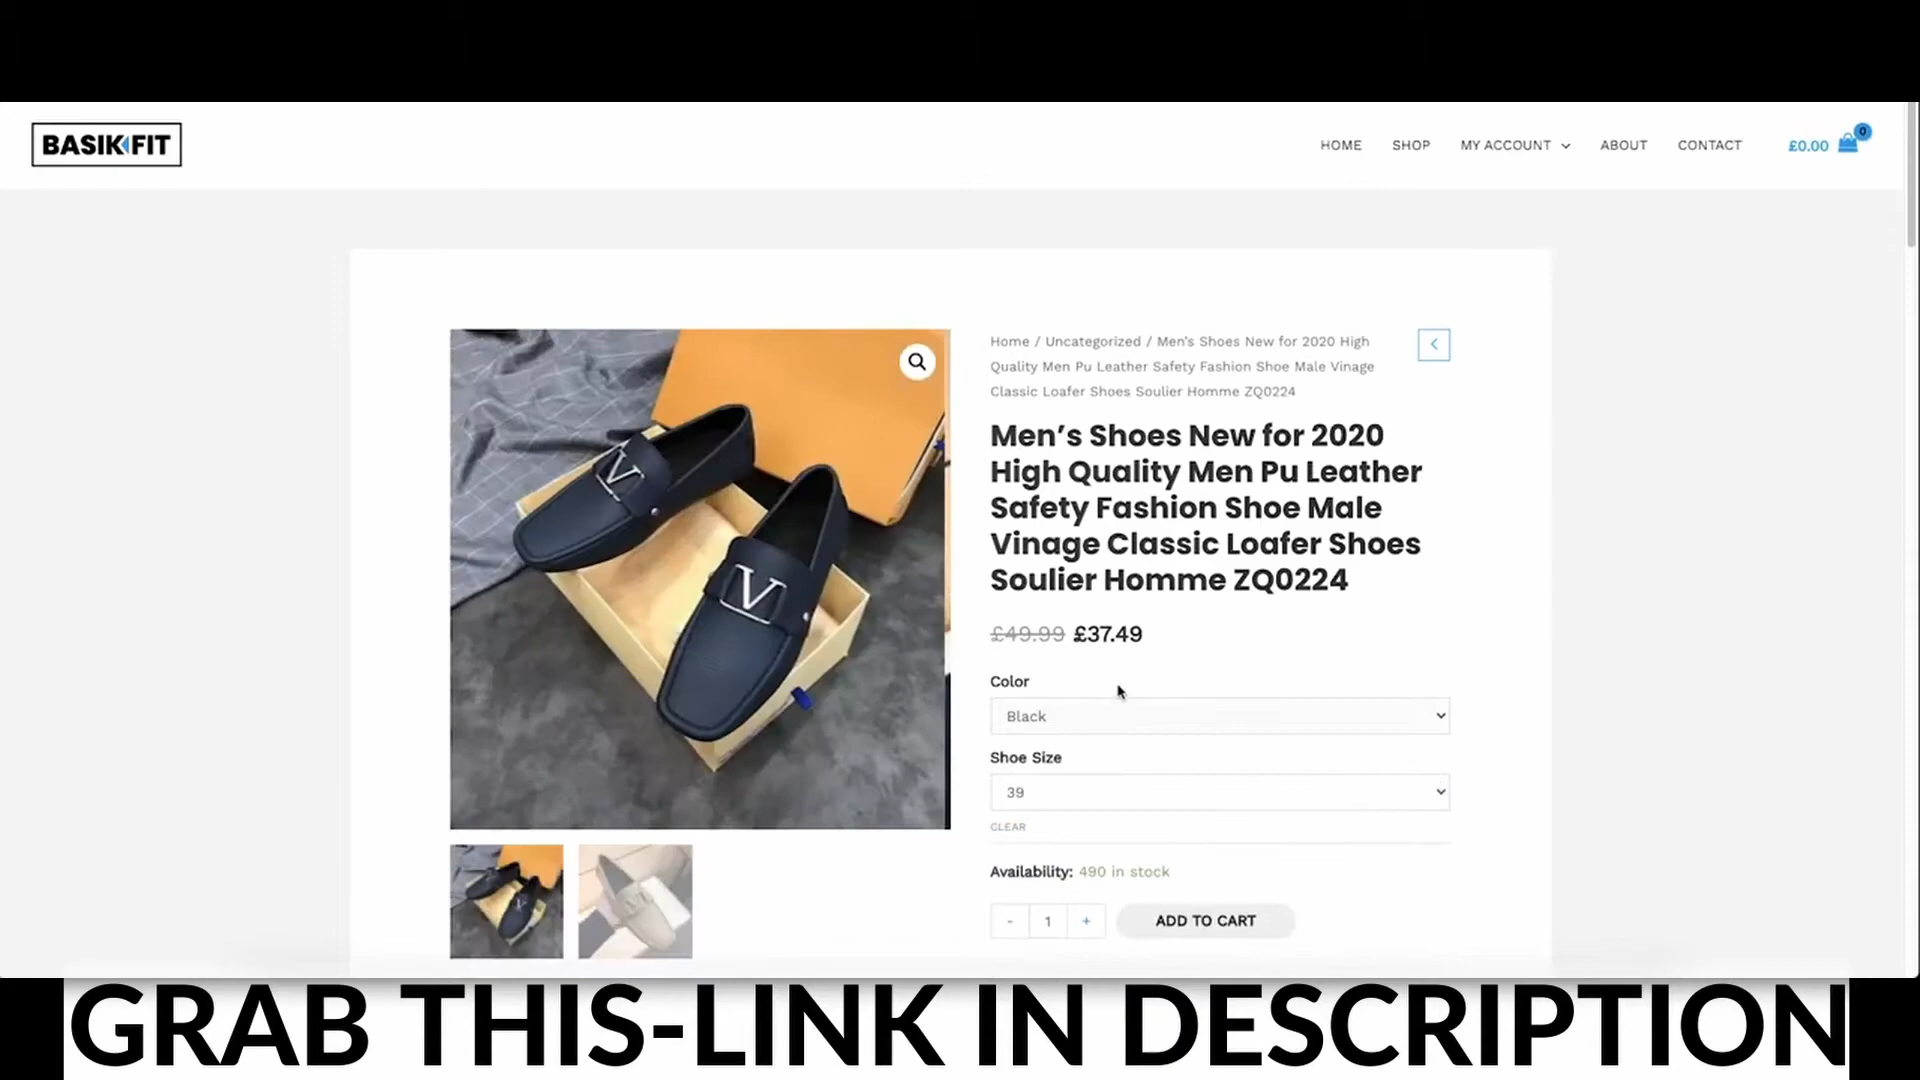 BASIK FIT
HOME SHOP MY ACCOUNT ABOUT CONTACT £0.00 0
Home / Uncategorized / Men's Shoes New for 2020 High
Quality Men Pu Leather Safety Fashion Shoe Male Vinage
Classic Loafer Shoes Soulier Homme ZQ0224
Men's Shoes New for 2020
High Quality Men Pu Leather
Safety Fashion Shoe Male
Vinage Classic Loafer Shoes
Soulier Homme ZQ0224
£49.99 £37.49
Color
Black
Shoe Size
39
CLEAR
Availability: 490 in stock
- 1 + ADD TO CART
V
V
GRAB THIS-LINK IN DESCRIPTION